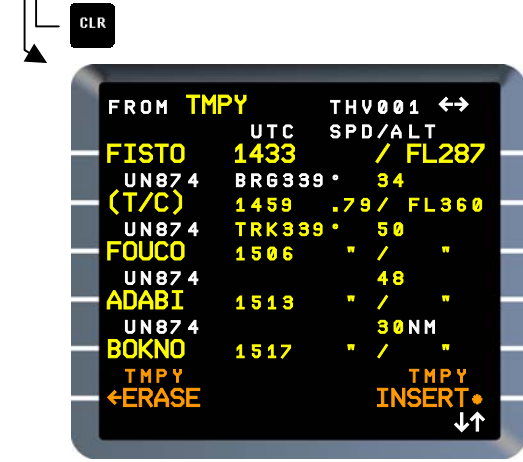 CLR
FROM TMPY THV001 ↔
UTC SPD/ALT
FISTO 1433 / FL287
UN874 BRG339° 34
(T/C) 1459 .79/ FL360
UN874 TRK339° 50
FOUCO 1506 " / "
UN874 48
ADABI 1513 " / "
UN874 30NM
BOKNO 1517 " / "
TMPY TMPY
←ERASE INSERT*
↓↑